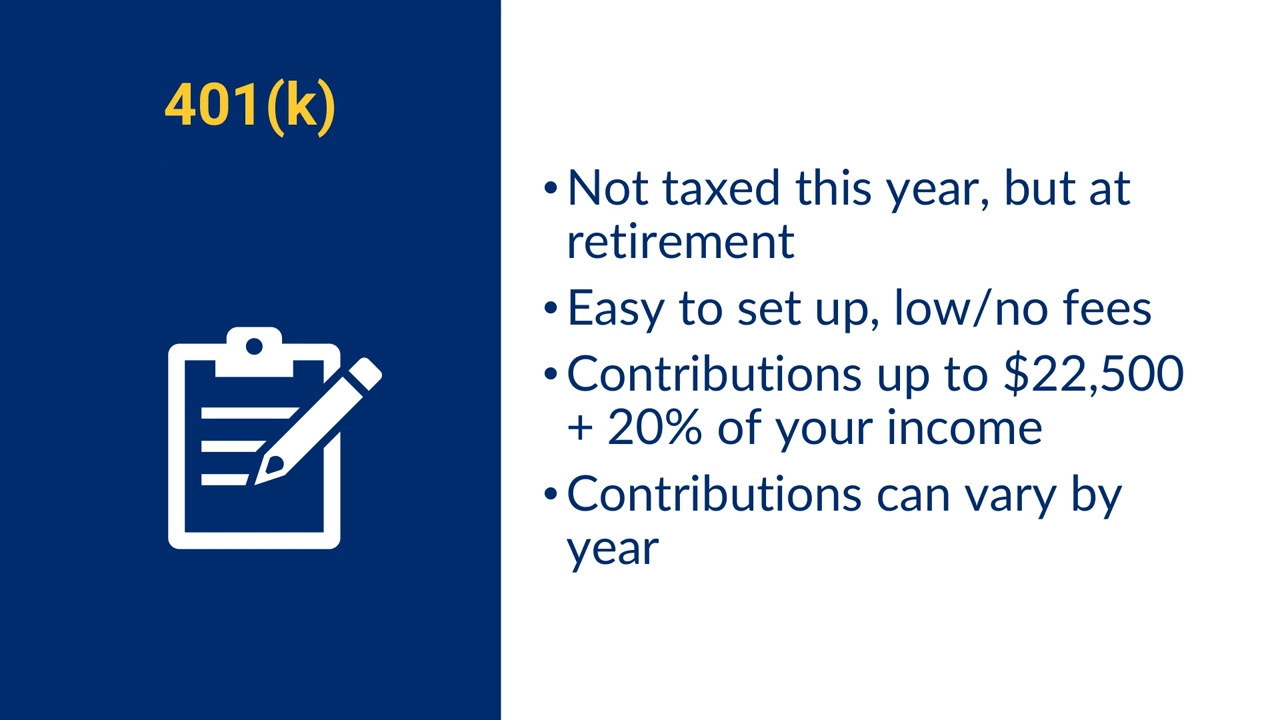 401(k)
• Not taxed this year, but at
retirement
• Easy to set up, low/no fees
• Contributions up to $22,500
+ 20% of your income
• Contributions can vary by
year